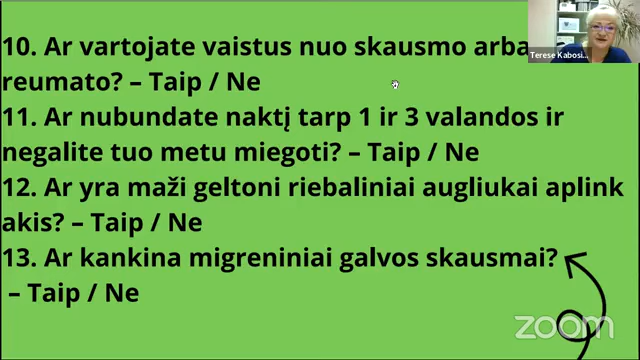 10. Ar vartojate vaistus nuo skausmo arba
reumato? – Taip / Ne
11. Ar nubundate naktį tarp 1 ir 3 valandos ir
negalite tuo metu miegoti? – Taip / Ne
12. Ar yra maži geltoni riebaliniai augliukai aplink
akis? – Taip / Ne
13. Ar kankina migreniniai galvos skausmai?
– Taip / Ne
Terese Kabosi...
zoom